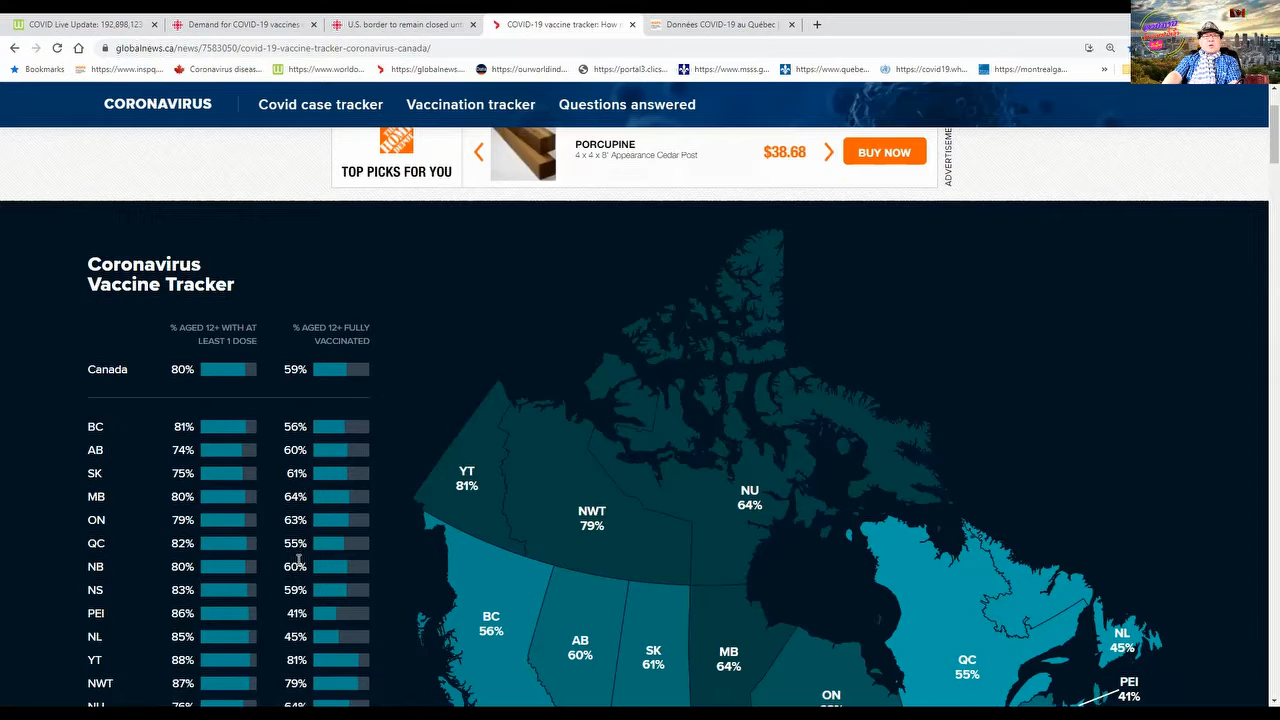 COVID Live Update: 192,898,123
Demand for COVID-19 vaccines
U.S. border to remain closed unt
COVID-19 vaccine tracker: How m
Données COVID-19 au Québec |
globalnews.ca/news/7583050/covid-19-vaccine-tracker-coronavirus-canada/
Bookmarks
https://www.inspq...
Coronavirus diseas...
https://www.worldo...
https://globalnews....
https://ourworldind...
https://portal3.clics...
https://www.msss.g...
https://www.quebe...
https://covid19.wh...
https://montrealga...
CORONAVIRUS
Covid case tracker
Vaccination tracker
Questions answered
TOP PICKS FOR YOU
PORCUPINE
4 x 4 x 8' Appearance Cedar Post
$38.68
BUY NOW
ADVERTISEME
Coronavirus
Vaccine Tracker
% AGED 12+ WITH AT
LEAST 1 DOSE
% AGED 12+ FULLY
VACCINATED
Canada 80% 59%
BC 81% 56%
AB 74% 60%
SK 75% 61%
MB 80% 64%
ON 79% 63%
QC 82% 55%
NB 80% 60%
NS 83% 59%
PEI 86% 41%
NL 85% 45%
YT 88% 81%
NWT 87% 79%
NU 76% 64%
YT
81%
NWT
79%
NU
64%
BC
56%
AB
60%
SK
61%
MB
64%
ON
QC
55%
NL
45%
PEI
41%